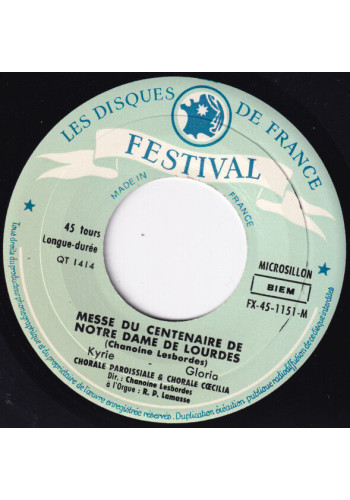 LES DISQUES DE FRANCE
FESTIVAL
MADE IN FRANCE
45 tours
Longue-durée
QT 1414
MICROSILLON
BIEM
FX-45-1151-M
MESSE DU CENTENAIRE DE
NOTRE DAME DE LOURDES
(Chanoine Lesbordes)
Kyrie Gloria
CHORALE PAROISSIALE & CHORALE CŒCILIA
Dir. : Chanoine Lesbordes
à l'Orgue : R. P. Lamasse
Tous droits du producteur phonographique et du propriétaire de l'œuvre enregistrée réservés. Duplication exécution publique et radiodiffusion de ce disque interdites